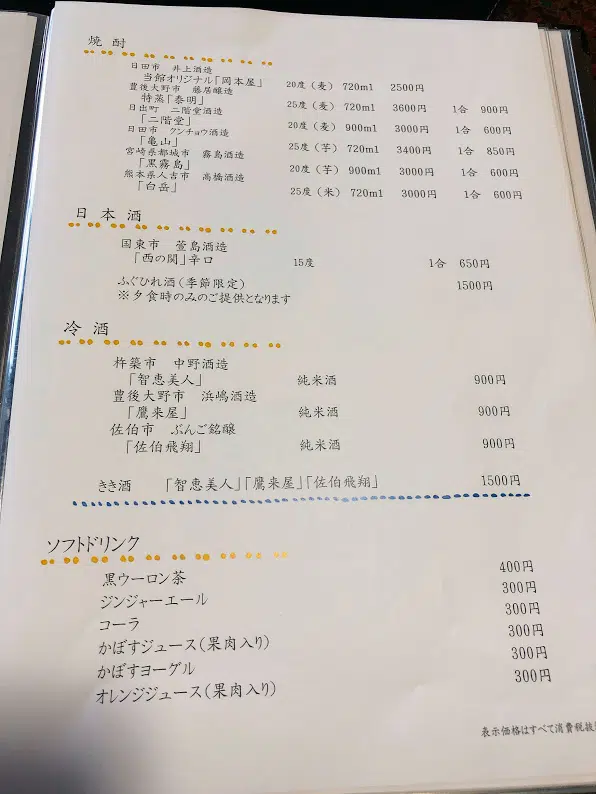 焼酎
日田市 井上酒造
当館オリジナル「岡本屋」 20度（麦） 720ml 2500円
豊後大野市 藤居醸造
特蒸「泰明」 25度（麦） 720ml 3600円 1合 900円
日出町 二階堂酒造
「二階堂」 20度（麦） 900ml 3000円 1合 600円
日田市 クンチョウ酒造
「亀山」 25度（芋） 720ml 3400円 1合 850円
宮崎県都城市 霧島酒造
「黒霧島」 20度（芋） 900ml 3000円 1合 600円
熊本県人吉市 高橋酒造
「白岳」 25度（米） 720ml 3000円 1合 600円
日本酒
国東市 萱島酒造
「西の関」辛口 15度 1合 650円
ふぐひれ酒（季節限定） 1500円
※夕食時のみのご提供となります
冷酒
杵築市 中野酒造
「智恵美人」 純米酒 900円
豊後大野市 浜嶋酒造
「鷹来屋」 純米酒 900円
佐伯市 ぶんご銘醸
「佐伯飛翔」 純米酒 900円
きき酒 「智恵美人」「鷹来屋」「佐伯飛翔」 1500円
ソフトドリンク
黒ウーロン茶 400円
ジンジャーエール 300円
コーラ 300円
かぼすジュース（果肉入り） 300円
かぼすヨーグル 300円
オレンジジュース（果肉入り） 300円
表示価格はすべて消費税抜